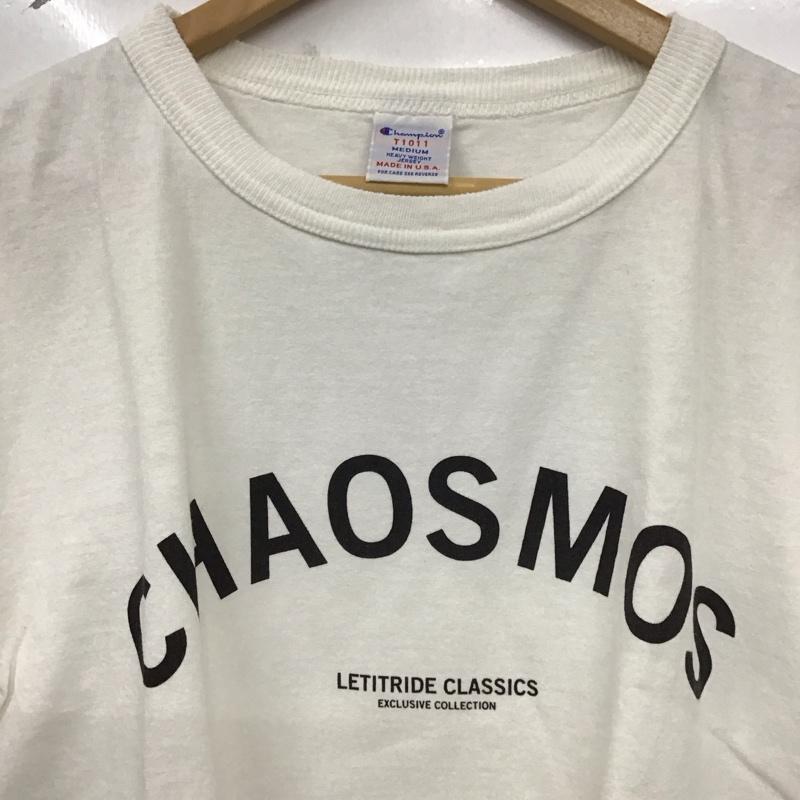 Champion®
T1011
MEDIUM
HEAVY WEIGHT
JERSEY
MADE IN U.S.A.
FOR CARE SEE REVERSE
CHAOSMOS
LETITRIDE CLASSICS
EXCLUSIVE COLLECTION